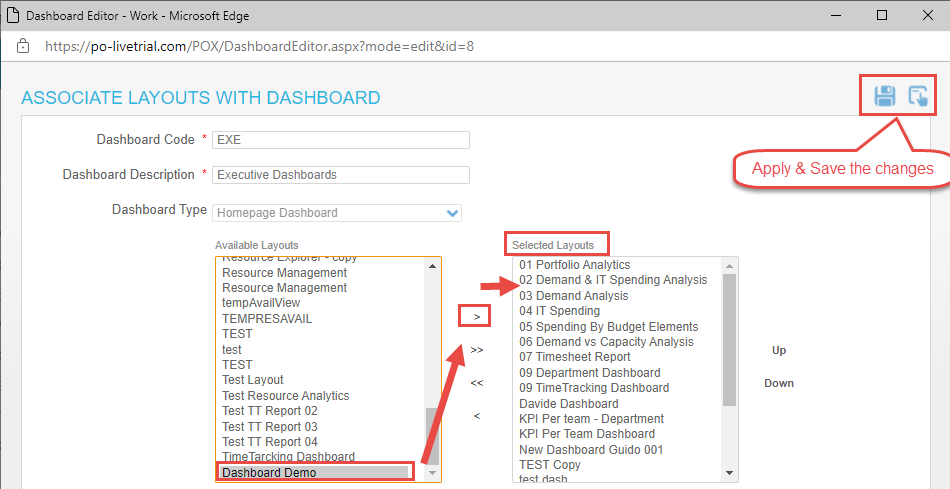 Dashboard Editor - Work - Microsoft Edge
https://po-livetrial.com/POX/DashboardEditor.aspx?mode=edit&id=8
ASSOCIATE LAYOUTS WITH DASHBOARD
Apply & Save the changes
Dashboard Code * EXE
Dashboard Description * Executive Dashboards
Dashboard Type Homepage Dashboard
Available Layouts
Resource Explorer - copy
Resource Management
Resource Management
tempAvailView
TEMPRESAVAIL
TEST
test
TEST
Test Layout
Test Resource Analytics
Test TT Report 02
Test TT Report 03
Test TT Report 04
TimeTarcking Dashboard
Dashboard Demo
>
>>
<<
<
Selected Layouts
01 Portfolio Analytics
02 Demand & IT Spending Analysis
03 Demand Analysis
04 IT Spending
05 Spending By Budget Elements
06 Demand vs Capacity Analysis
07 Timesheet Report
09 Department Dashboard
09 TimeTracking Dashboard
Davide Dashboard
KPI Per team - Department
KPI Per Team Dashboard
New Dashboard Guido 001
TEST Copy
test dash
Up
Down